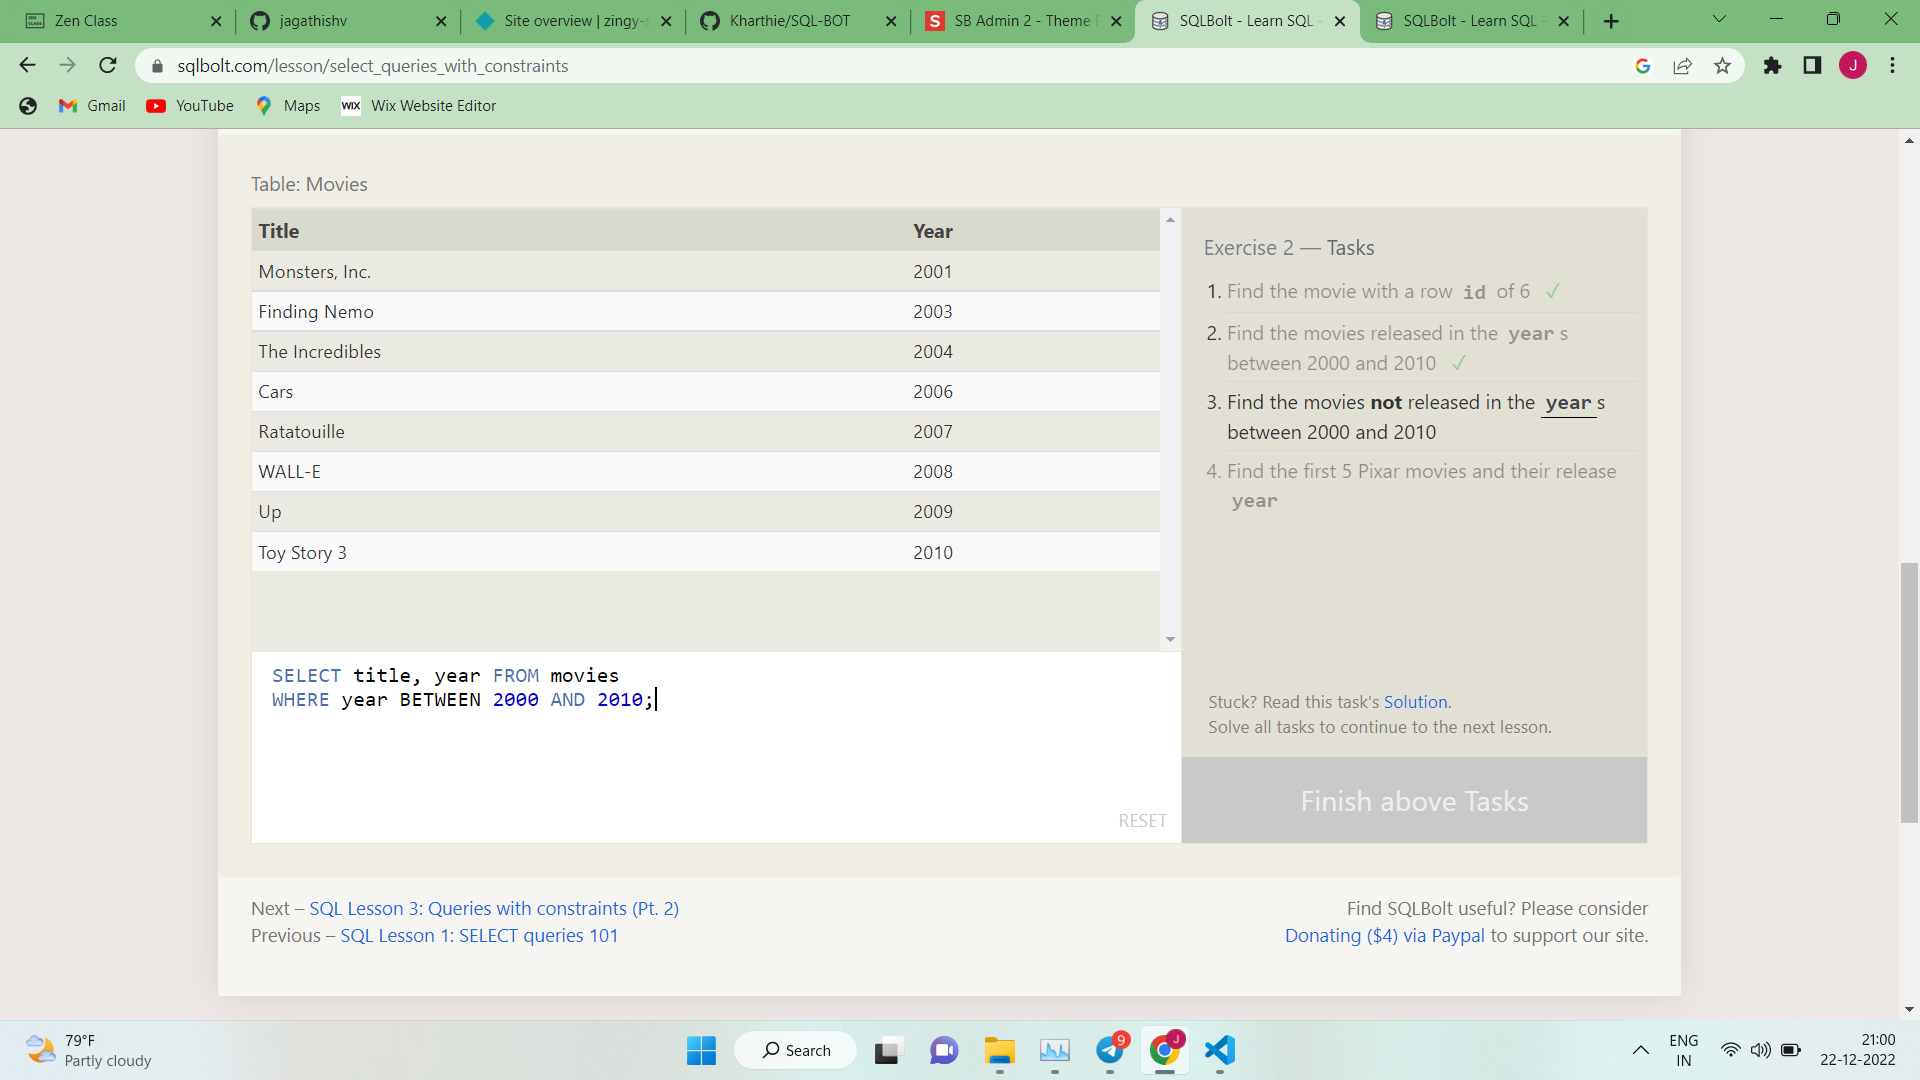 Zen Class
jagathishv
Site overview | zingy-s
Kharthie/SQL-BOT
SB Admin 2 - Theme P
SQLBolt - Learn SQL -
SQLBolt - Learn SQL -
sqlbolt.com/lesson/select_queries_with_constraints
J
Gmail
YouTube
Maps
WIX Wix Website Editor
Table: Movies
Title Year
Monsters, Inc. 2001
Finding Nemo 2003
The Incredibles 2004
Cars 2006
Ratatouille 2007
WALL-E 2008
Up 2009
Toy Story 3 2010
SELECT title, year FROM movies
WHERE year BETWEEN 2000 AND 2010;
RESET
Exercise 2 — Tasks
1. Find the movie with a row id of 6 ✓
2. Find the movies released in the year s
between 2000 and 2010 ✓
3. Find the movies not released in the year s
between 2000 and 2010
4. Find the first 5 Pixar movies and their release
year
Stuck? Read this task's Solution.
Solve all tasks to continue to the next lesson.
Finish above Tasks
Next – SQL Lesson 3: Queries with constraints (Pt. 2)
Previous – SQL Lesson 1: SELECT queries 101
Find SQLBolt useful? Please consider
Donating ($4) via Paypal to support our site.
79°F
Partly cloudy
Search
9
J
ENG
IN
21:00
22-12-2022